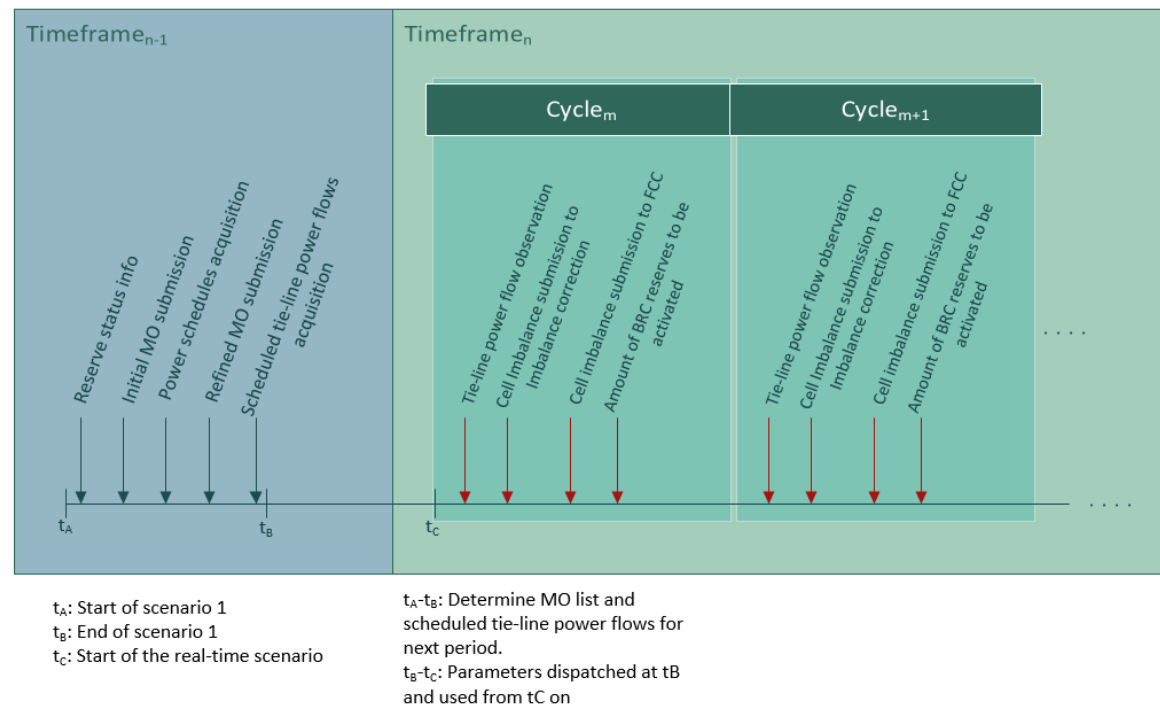 Timeframeₙ₋₁
Timeframeₙ
Cycleₘ
Cycleₘ₊₁
Reserve status info
Initial MO submission
Power schedules acquisition
Refined MO submission
Scheduled tie-line power flows
acquisition
Tie-line power flow observation
Cell Imbalance submission to
Imbalance correction
Cell imbalance submission to FCC
Amount of BRC reserves to be
activated
Tie-line power flow observation
Cell Imbalance submission to
Imbalance correction
Cell imbalance submission to FCC
Amount of BRC reserves to be
activated
. . . .
. . . .
tA
tB
tC
tA: Start of scenario 1
tB: End of scenario 1
tC: Start of the real-time scenario
tA-tB: Determine MO list and
scheduled tie-line power flows for
next period.
tB-tC: Parameters dispatched at tB
and used from tC on